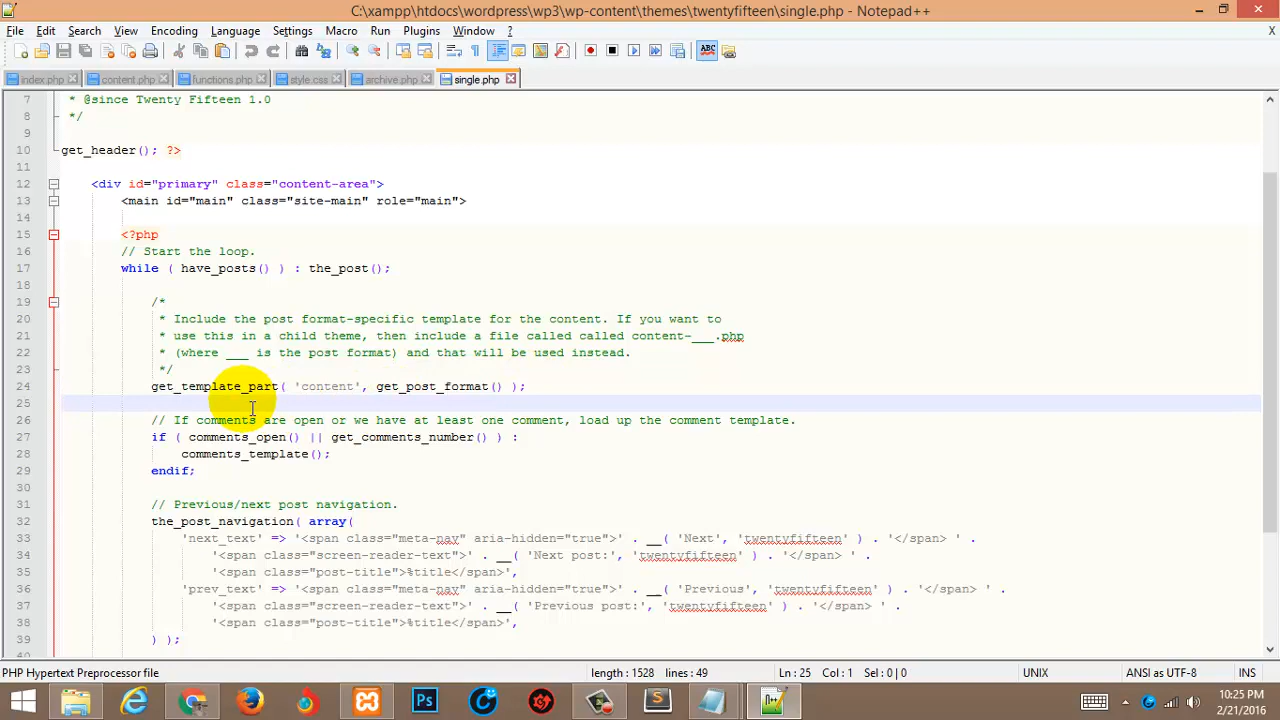 C:\xampp\htdocs\wordpress\wp3\wp-content\themes\twentyfifteen\single.php - Notepad++
File Edit Search View Encoding Language Settings Macro Run Plugins Window ? X
ABC
index.php content.php functions.php style.css archive.php single.php
7 * @since Twenty Fifteen 1.0
8 */
9
10 get_header(); ?>
11
12 <div id="primary" class="content-area">
13 <main id="main" class="site-main" role="main">
14
15 <?php
16 // Start the loop.
17 while ( have_posts() ) : the_post();
18
19 /*
20 * Include the post format-specific template for the content. If you want to
21 * use this in a child theme, then include a file called called content-___.php
22 * (where ___ is the post format) and that will be used instead.
23 */
24 get_template_part( 'content', get_post_format() );
25
26 // If comments are open or we have at least one comment, load up the comment template.
27 if ( comments_open() || get_comments_number() ) :
28 comments_template();
29 endif;
30
31 // Previous/next post navigation.
32 the_post_navigation( array(
33 'next_text' => '<span class="meta-nav" aria-hidden="true">' . __( 'Next', 'twentyfifteen' ) . '</span> ' .
34 '<span class="screen-reader-text">' . __( 'Next post:', 'twentyfifteen' ) . '</span> ' .
35 '<span class="post-title">%title</span>',
36 'prev_text' => '<span class="meta-nav" aria-hidden="true">' . __( 'Previous', 'twentyfifteen' ) . '</span> ' .
37 '<span class="screen-reader-text">' . __( 'Previous post:', 'twentyfifteen' ) . '</span> ' .
38 '<span class="post-title">%title</span>',
39 ) );
40
PHP Hypertext Preprocessor file length : 1528 lines : 49 Ln : 25 Col : 1 Sel : 0 | 0 UNIX ANSI as UTF-8 INS
Ps
10:25 PM
2/21/2016